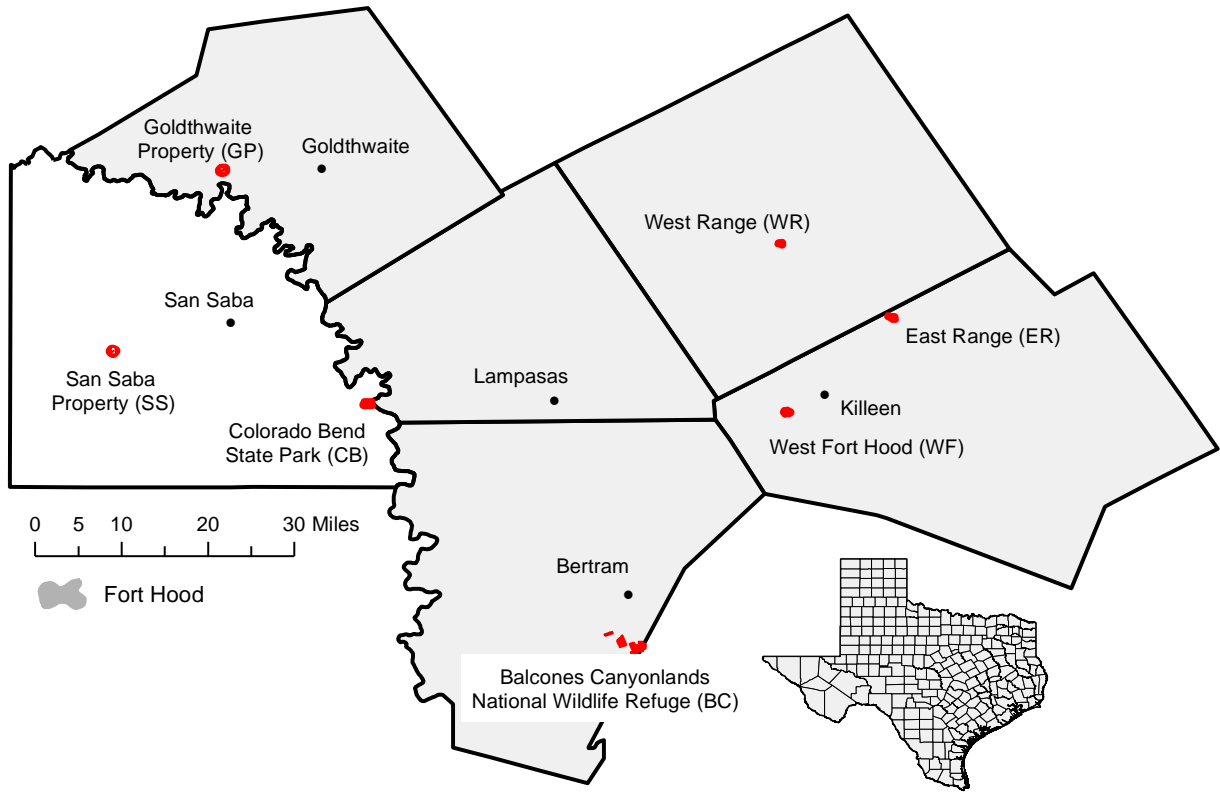 Goldthwaite
Property (GP)
Goldthwaite
West Range (WR)
San Saba
East Range (ER)
San Saba
Property (SS)
Lampasas
Killeen
Colorado Bend
State Park (CB)
West Fort Hood (WF)
0 5 10 20 30 Miles
Fort Hood
Bertram
Balcones Canyonlands
National Wildlife Refuge (BC)